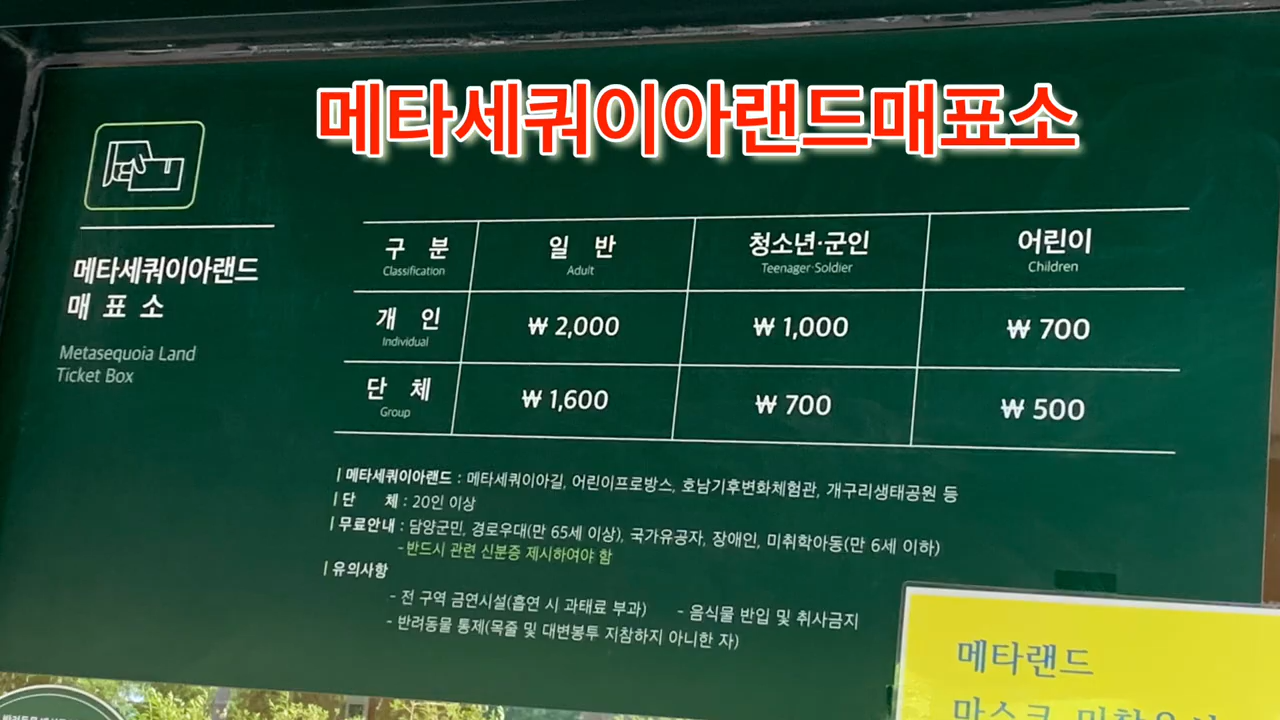 메타세쿼이아랜드매표소
메타세쿼이아랜드
매 표 소
Metasequoia Land
Ticket Box
구 분 일 반 청소년·군인 어린이
Classification Adult Teenager·Soldier Children
개 인 ₩ 2,000 ₩ 1,000 ₩ 700
Individual
단 체 ₩ 1,600 ₩ 700 ₩ 500
Group
| 메타세쿼이아랜드 : 메타세쿼이아길, 어린이프로방스, 호남기후변화체험관, 개구리생태공원 등
| 단 체 : 20인 이상
| 무료안내 : 담양군민, 경로우대(만 65세 이상), 국가유공자, 장애인, 미취학아동(만 6세 이하)
- 반드시 관련 신분증 제시하여야 함
| 유의사항
- 전 구역 금연시설(흡연 시 과태료 부과) - 음식물 반입 및 취사금지
- 반려동물 통제(목줄 및 대변봉투 지참하지 아니한 자)
메타랜드
마스크